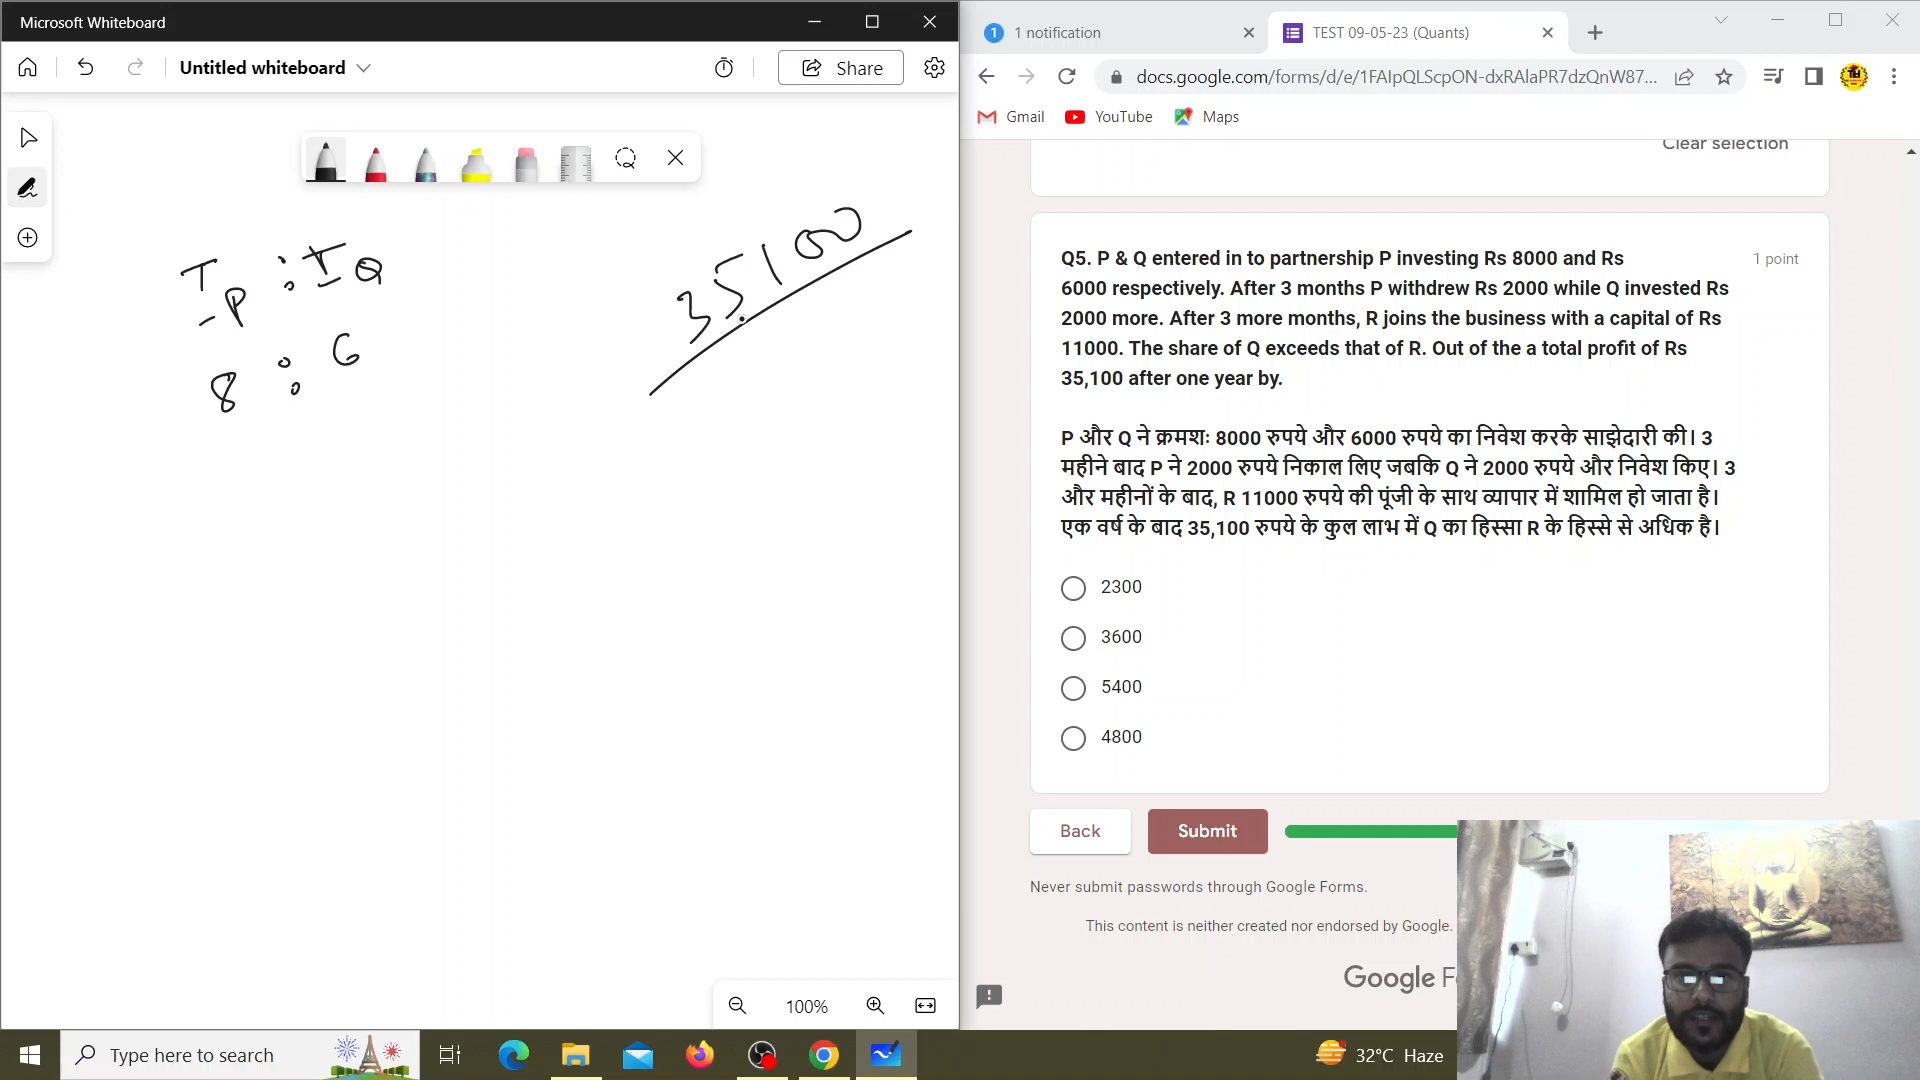 Microsoft Whiteboard
Untitled whiteboard
Share
I_P : I_Q
8 : 6
35100
100%
1 notification
TEST 09-05-23 (Quants)
docs.google.com/forms/d/e/1FAIpQLScpON-dxRAlaPR7dzQnW87...
Gmail
YouTube
Maps
Clear selection
Q5. P & Q entered in to partnership P investing Rs 8000 and Rs
6000 respectively. After 3 months P withdrew Rs 2000 while Q invested Rs
2000 more. After 3 more months, R joins the business with a capital of Rs
11000. The share of Q exceeds that of R. Out of the a total profit of Rs
35,100 after one year by.
1 point
P और Q ने क्रमशः 8000 रुपये और 6000 रुपये का निवेश करके साझेदारी की। 3
महीने बाद P ने 2000 रुपये निकाल लिए जबकि Q ने 2000 रुपये और निवेश किए। 3
और महीनों के बाद, R 11000 रुपये की पूंजी के साथ व्यापार में शामिल हो जाता है।
एक वर्ष के बाद 35,100 रुपये के कुल लाभ में Q का हिस्सा R के हिस्से से अधिक है।
2300
3600
5400
4800
Back
Submit
Never submit passwords through Google Forms.
This content is neither created nor endorsed by Google.
Google F
Type here to search
32°C Haze